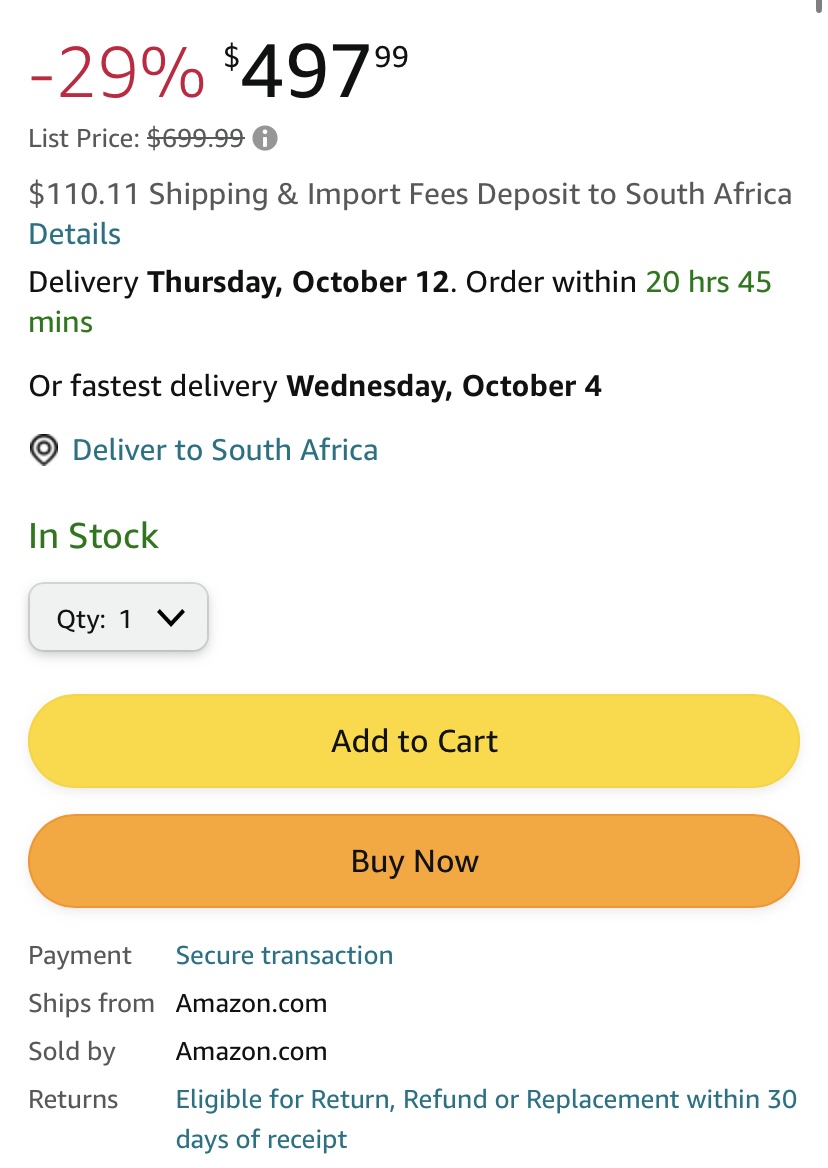 -29% $497 99
List Price: $699.99
$110.11 Shipping & Import Fees Deposit to South Africa
Details
Delivery Thursday, October 12. Order within 20 hrs 45
mins
Or fastest delivery Wednesday, October 4
Deliver to South Africa
In Stock
Qty: 1
Add to Cart
Buy Now
Payment Secure transaction
Ships from Amazon.com
Sold by Amazon.com
Returns Eligible for Return, Refund or Replacement within 30
days of receipt